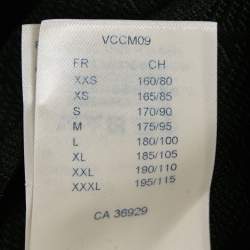 VCCM09
FR CH
XXS 160/80
XS 165/85
S 170/90
M 175/95
L 180/100
XL 185/105
XXL 190/110
XXXL 195/115
CA 36929